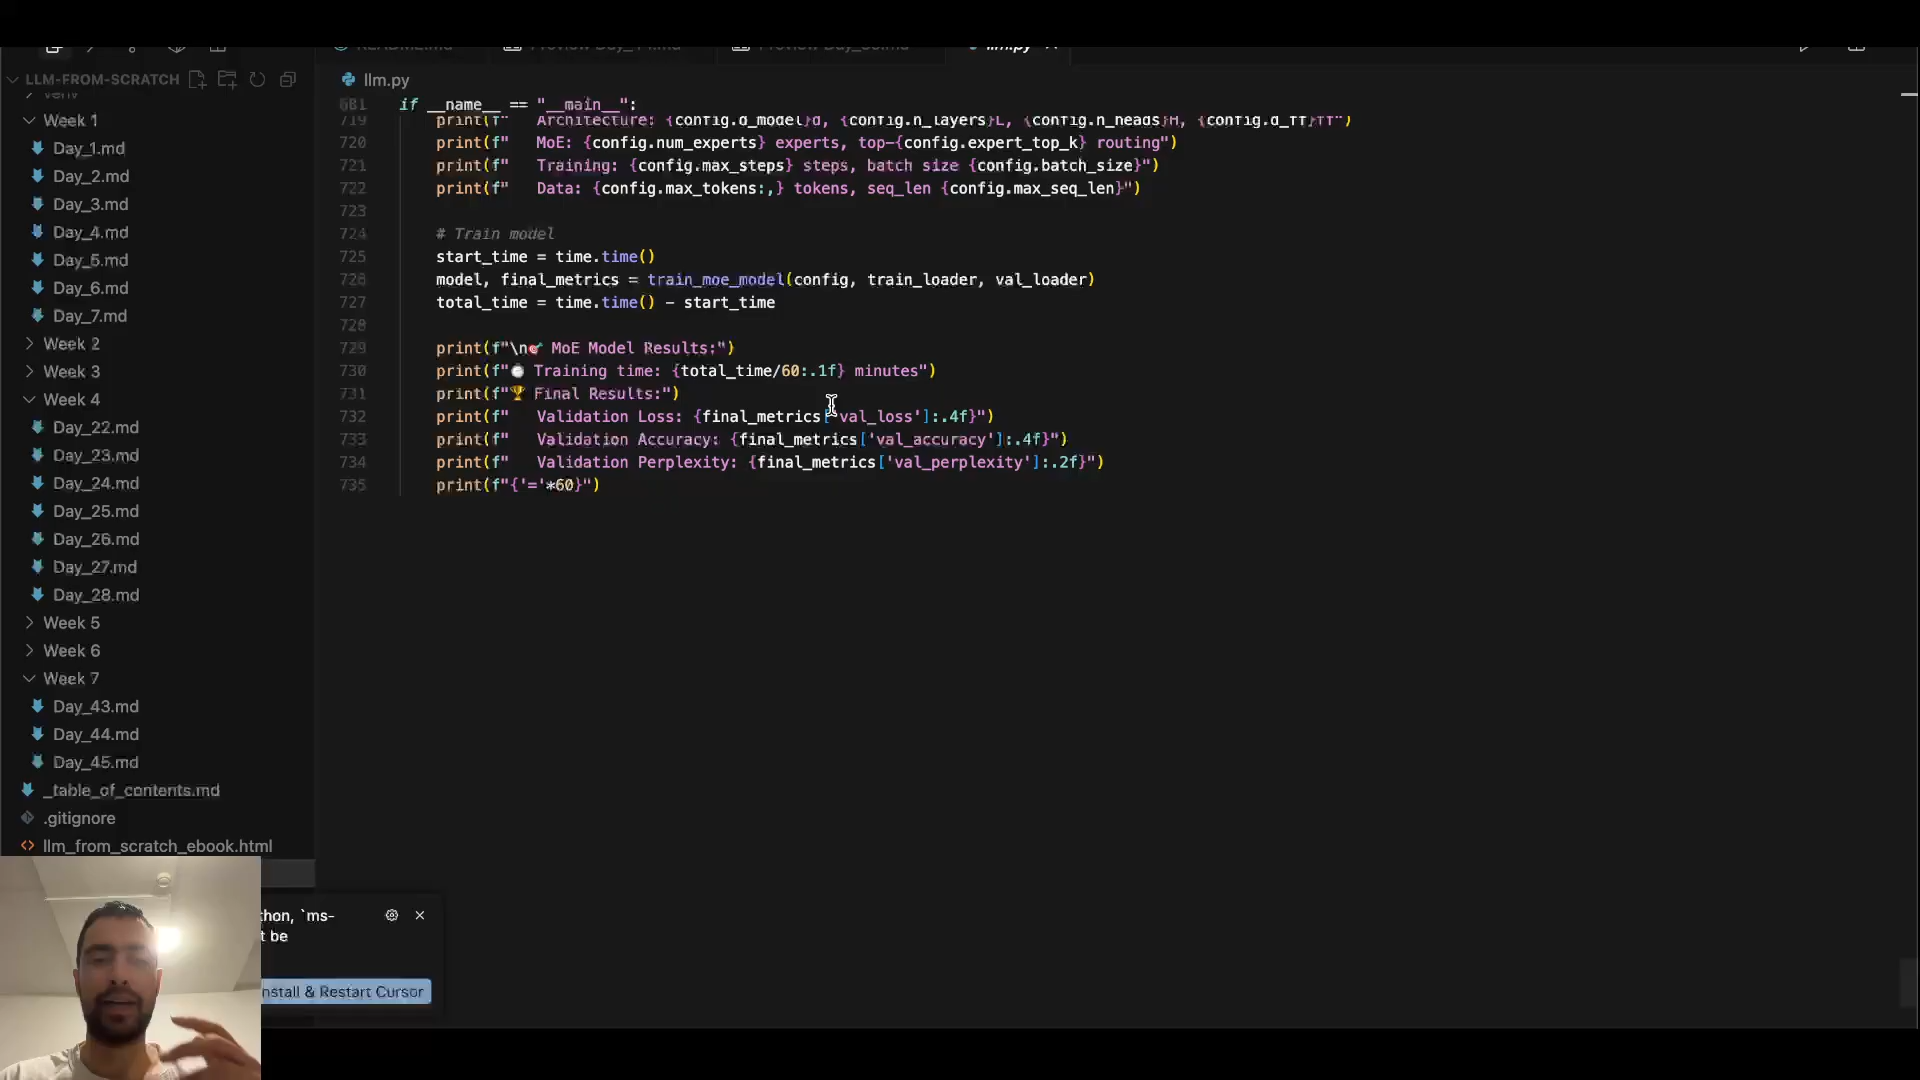 README.md
Preview Day_
llm.py
LLM-FROM-SCRATCH
venv
Week 1
Day_1.md
Day_2.md
Day_3.md
Day_4.md
Day_5.md
Day_6.md
Day_7.md
Week 2
Week 3
Week 4
Day_22.md
Day_23.md
Day_24.md
Day_25.md
Day_26.md
Day_27.md
Day_28.md
Week 5
Week 6
Week 7
Day_43.md
Day_44.md
Day_45.md
_table_of_contents.md
.gitignore
llm_from_scratch_ebook.html
thon, `ms-
t be
nstall & Restart Cursor
llm.py
681 if __name__ == "__main__":
719 print(f" Architecture: {config.d_model}d, {config.n_layers}L, {config.n_heads}H, {config.d_ff}ff")
720 print(f" MoE: {config.num_experts} experts, top-{config.expert_top_k} routing")
721 print(f" Training: {config.max_steps} steps, batch size {config.batch_size}")
722 print(f" Data: {config.max_tokens:,} tokens, seq_len {config.max_seq_len}")
723
724 # Train model
725 start_time = time.time()
726 model, final_metrics = train_moe_model(config, train_loader, val_loader)
727 total_time = time.time() - start_time
728
729 print(f"\n🎯 MoE Model Results:")
730 print(f"⏱️ Training time: {total_time/60:.1f} minutes")
731 print(f"🏆 Final Results:")
732 print(f" Validation Loss: {final_metrics['val_loss']:.4f}")
733 print(f" Validation Accuracy: {final_metrics['val_accuracy']:.4f}")
734 print(f" Validation Perplexity: {final_metrics['val_perplexity']:.2f}")
735 print(f"{'='*60}")